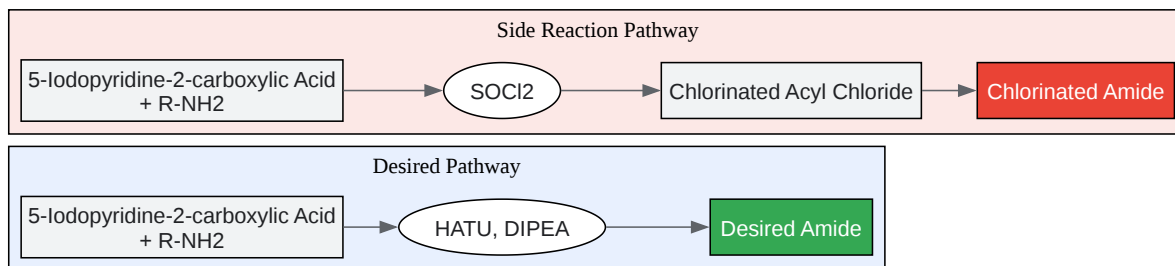 Side Reaction Pathway
5-Iodopyridine-2-carboxylic Acid
+ R-NH2
SOCl2
Chlorinated Acyl Chloride
Chlorinated Amide
Desired Pathway
5-Iodopyridine-2-carboxylic Acid
+ R-NH2
HATU, DIPEA
Desired Amide